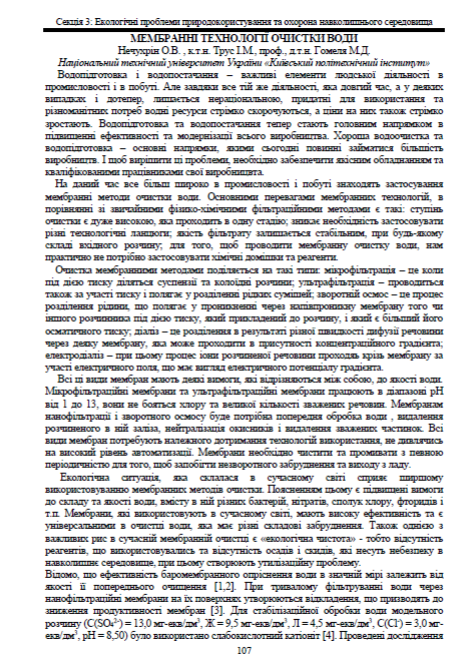 Секція 3: Екологічні проблеми природокористування та охорона навколишнього середовища
МЕМБРАННІ ТЕХНОЛОГІЇ ОЧИСТКИ ВОДИ
Нечухрін О.В. , к.т.н. Трус І.М., проф., д.т.н. Гомеля М.Д.
Національний технічний університет України «Київський політехнічний інститут»
Водопідготовка і водопостачання – важливі елементи людської діяльності в
промисловості і в побуті. Але завдяки все тій же діяльності, яка довгий час, а у деяких
випадках і дотепер, лишається нераціональною, придатні для використання та
різноманітних потреб водні ресурси стрімко скорочуються, а ціни на них також стрімко
зростають. Водопідготовка та водопостачання тепер стають головним напрямком в
підвищенні ефективності та модернізації всього виробництва. Хороша водоочистка та
водопідготовка – основні напрямки, якими сьогодні повинні займатися більшість
виробництв. І щоб вирішити ці проблеми, необхідно забезпечити якісним обладнанням та
кваліфікованими працівниками свої виробництва.
На даний час все більш широко в промисловості і побуті знаходять застосування
мембранні методи очистки води. Основними перевагами мембранних технологій, в
порівнянні зі звичайними фізико-хімічними фільтраційними методами є такі: ступінь
очистки є дуже високою, яка проходить в одну стадію; зникає необхідність застосовувати
різні технологічні ланцюги; якість фільтрату залишається стабільним, при будь-якому
складі вхідного розчину; для того, щоб проводити мембранну очистку води, нам
практично не потрібно застосовувати хімічні домішки та реагенти.
Очистка мембранними методами поділяється на такі типи: мікрофільтрація – це коли
під дією тиску діляться суспензії та колоїдні розчини; ультрафільтрація – проводиться
також за участі тиску і полягає у розділенні рідких сумішей; зворотній осмос – це процес
розділення рідини, що полягає у проникненні через напівпроникну мембрану того чи
іншого розчинника під дією тиску, який прикладений до розчину, і який є більший його
осматичного тиску; діаліз – це розділення в результаті різної швидкості дифузії речовини
через деяку мембрану, яка може проходити в присутності концентраційного градієнта;
електродіаліз – при цьому процес іони розчиненої речовини проходять крізь мембрану за
участі електричного поля, що має вигляд електричного потенціалу градієнта.
Всі ці види мембран мають деякі вимоги, які відрізняються між собою, до якості води.
Мікрофільтраційні мембрани та ультрафільтраційні мембрани працюють в діапазоні pH
від 1 до 13, вони не бояться хлору та великої кількості зважених речовин. Мембранам
нанофільтрації і зворотного осмосу буде потрібна попередня обробка води , видалення
розчиненого в ній заліза, нейтралізація окисників і видалення зважених частинок. Всі
види мембран потребують належного дотримання технологій використання, не дивлячись
на високий рівень автоматизації. Мембрани необхідно чистити та промивати з певною
періодичністю для того, щоб запобігти незворотного забруднення та виходу з ладу.
Екологічна ситуація, яка склалася в сучасному світі сприяє ширшому
використовуванню мембранних методів очистки. Поясненням цьому є підвищені вимоги
до складу та якості води, вмісту в ній різних бактерій, нітратів, сполук хлору, фторидів і
т.п. Мембрани, які використовують в сучасному світі, мають високу ефективність та є
універсальними в очистці води, яка має різні складові забруднення. Також однією з
важливих рис в сучасній мембранній очистці є «екологічна чистота» - тобто відсутність
реагентів, що використовувались та відсутність осадів і скидів, які несуть небезпеку в
навколишнє середовище, при цьому створюють утилізаційну проблему.
Відомо, що ефективність баромембранного опріснення води в значній мірі залежить від
якості її попереднього очищення [1,2]. При тривалому фільтруванні води через
нанофільтраційні мембрани на їх поверхнях утворюються відкладення, що призводять до
зниження продуктивності мембран [3]. Для стабілізаційної обробки води модельного
розчину (C(SO₄²⁻) = 13,0 мг-екв/дм³, Ж = 9,5 мг-екв/дм³, Л = 4,5 мг-екв/дм³, C(Cl⁻) = 3,0 мг-
екв/дм³, pH = 8,50) було використано слабокислотний катіоніт [4]. Проведені дослідження
107